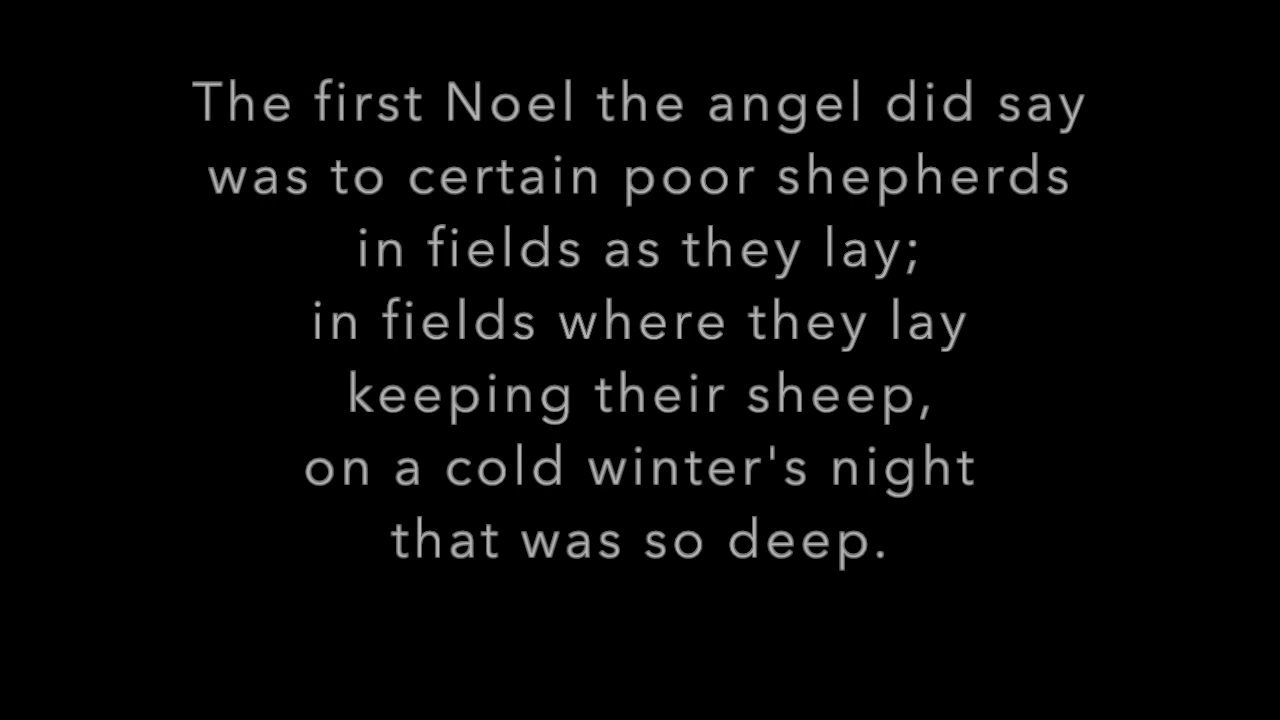 The first Noel the angel did say
was to certain poor shepherds
in fields as they lay;
in fields where they lay
keeping their sheep,
on a cold winter's night
that was so deep.